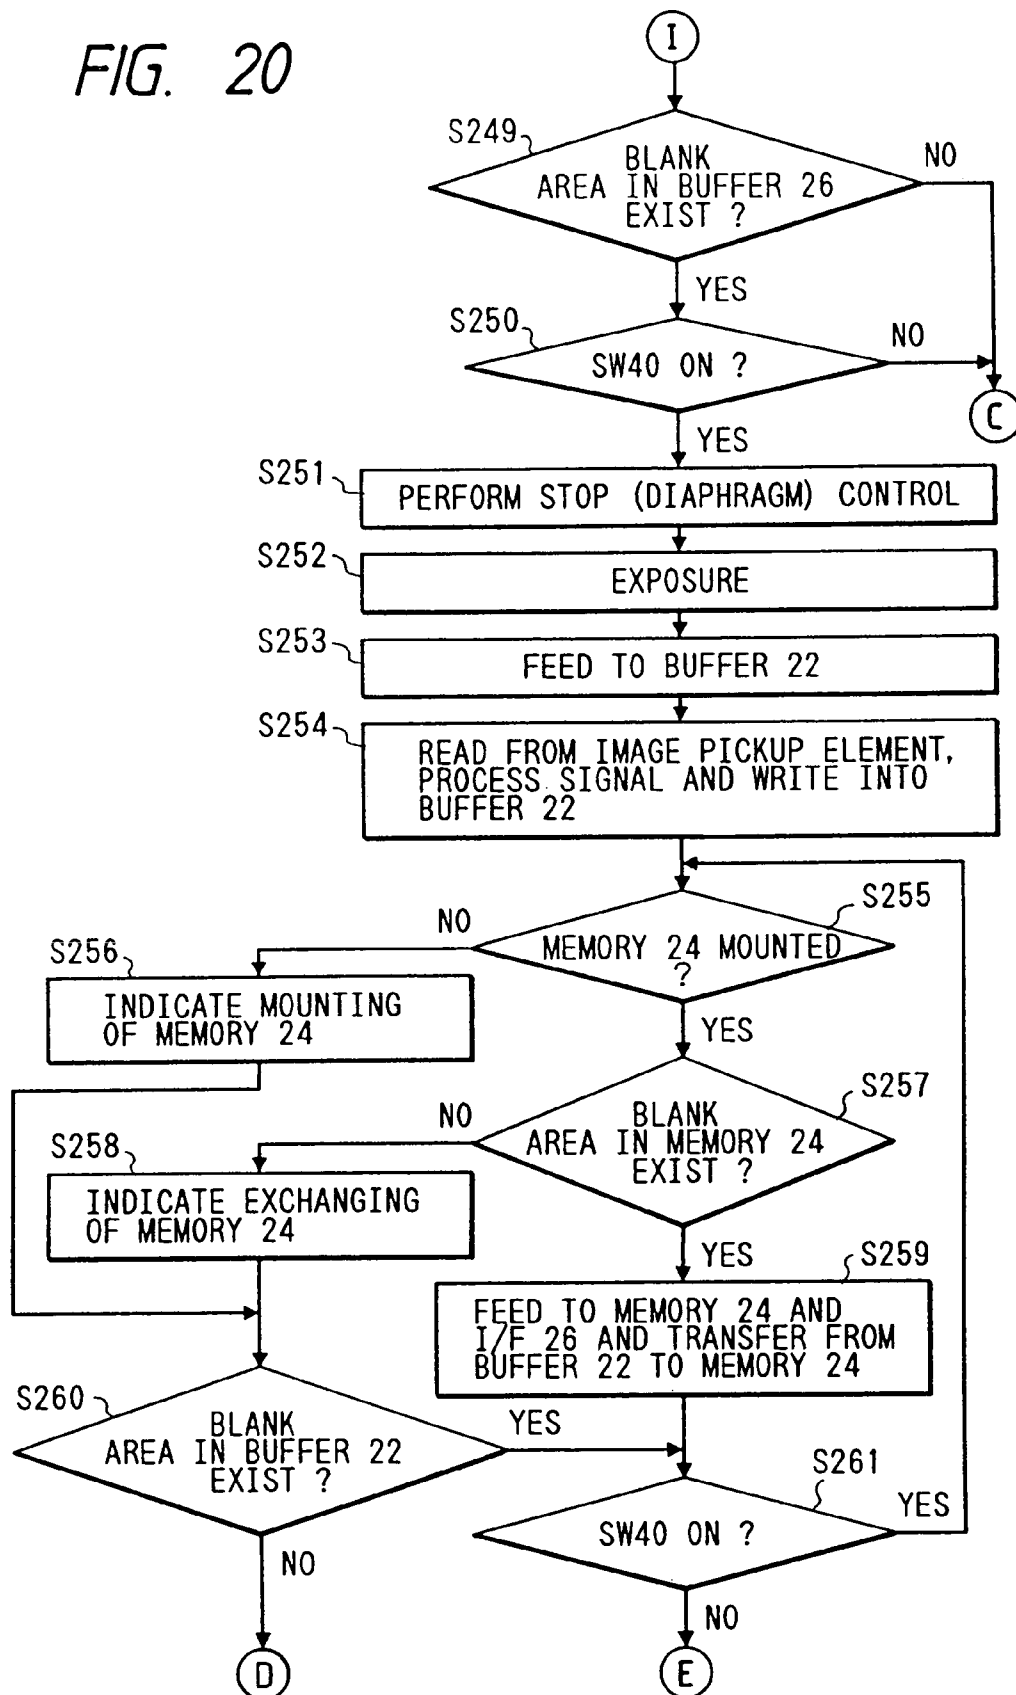 FIG. 20
I
S249
BLANK
AREA IN BUFFER 26
EXIST ?
NO
YES
S250
SW40 ON ?
NO
C
YES
S251
PERFORM STOP (DIAPHRAGM) CONTROL
S252
EXPOSURE
S253
FEED TO BUFFER 22
S254
READ FROM IMAGE PICKUP ELEMENT,
PROCESS SIGNAL AND WRITE INTO
BUFFER 22
S255
MEMORY 24 MOUNTED
?
NO
S256
INDICATE MOUNTING
OF MEMORY 24
YES
S257
BLANK
AREA IN MEMORY 24
EXIST ?
NO
S258
INDICATE EXCHANGING
OF MEMORY 24
YES
S259
FEED TO MEMORY 24 AND
I/F 26 AND TRANSFER FROM
BUFFER 22 TO MEMORY 24
S260
BLANK
AREA IN BUFFER 22
EXIST ?
YES
S261
SW40 ON ?
YES
NO
NO
D
E